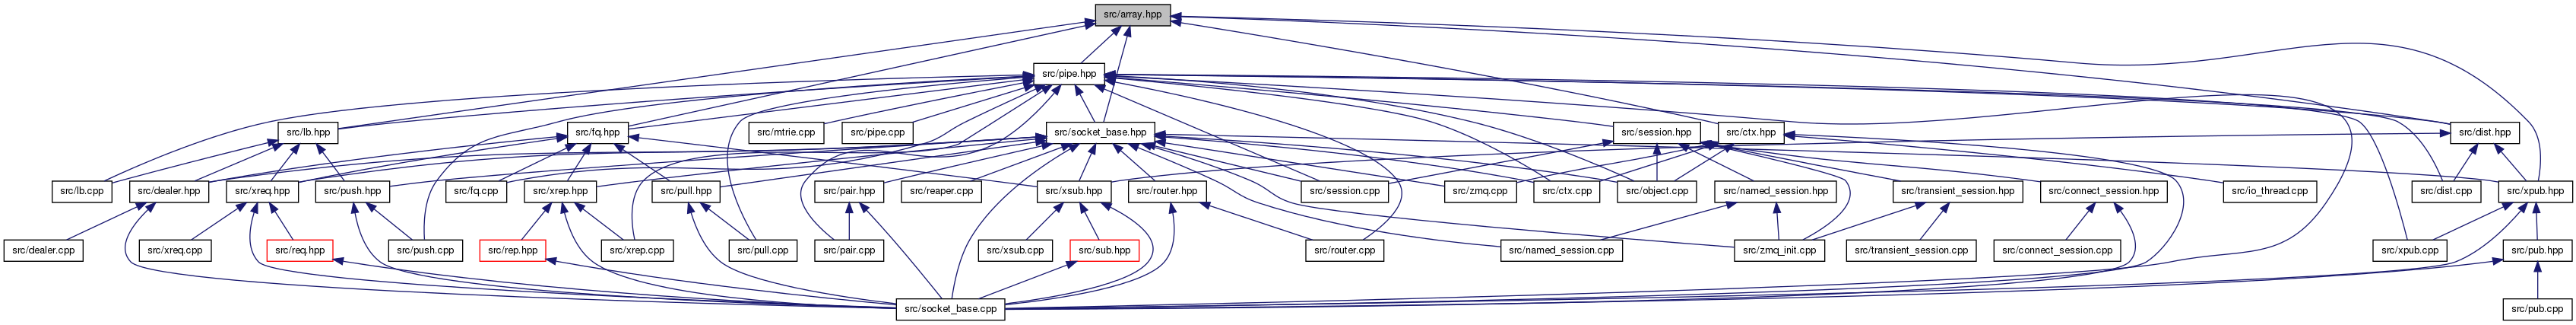 src/array.hpp
src/pipe.hpp
src/lb.hpp
src/fq.hpp
src/mtrie.cpp
src/pipe.cpp
src/socket_base.hpp
src/session.hpp
src/ctx.hpp
src/dist.hpp
src/lb.cpp
src/dealer.hpp
src/xreq.hpp
src/push.hpp
src/fq.cpp
src/xrep.hpp
src/pull.hpp
src/pair.hpp
src/reaper.cpp
src/xsub.hpp
src/router.hpp
src/session.cpp
src/zmq.cpp
src/ctx.cpp
src/object.cpp
src/named_session.hpp
src/transient_session.hpp
src/connect_session.hpp
src/io_thread.cpp
src/dist.cpp
src/xpub.hpp
src/dealer.cpp
src/xreq.cpp
src/req.hpp
src/push.cpp
src/rep.hpp
src/xrep.cpp
src/pull.cpp
src/pair.cpp
src/xsub.cpp
src/sub.hpp
src/router.cpp
src/named_session.cpp
src/zmq_init.cpp
src/transient_session.cpp
src/connect_session.cpp
src/xpub.cpp
src/pub.hpp
src/socket_base.cpp
src/pub.cpp